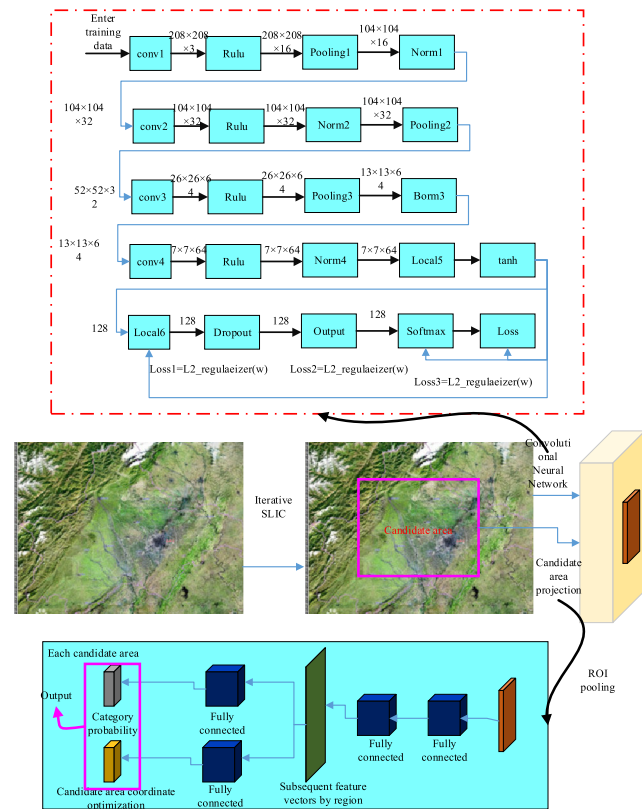 Enter
training
data
conv1
208×208
×3
Rulu
208×208
×16
Pooling1
104×104
×16
Norm1
104×104
×32
conv2
104×104
×32
Rulu
104×104
×32
Norm2
104×104
×32
Pooling2
52×52×3
2
conv3
26×26×6
4
Rulu
26×26×6
4
Pooling3
13×13×6
4
Borm3
13×13×6
4
conv4
7×7×64
Rulu
7×7×64
Norm4
7×7×64
Local5
tanh
128
Local6
128
Dropout
128
Output
128
Softmax
Loss
Loss1=L2_regulaeizer(w)
Loss2=L2_regulaeizer(w)
Loss3=L2_regulaeizer(w)
Iterative
SLIC
Candidate area
Convoluti
onal
Neural
Network
Candidate
area
projection
ROI
pooling
Each candidate area
Output
Category
probability
Fully
connected
Fully
connected
Fully
connected
Candidate area coordinate
optimization
Fully
connected
Subsequent feature
vectors by region